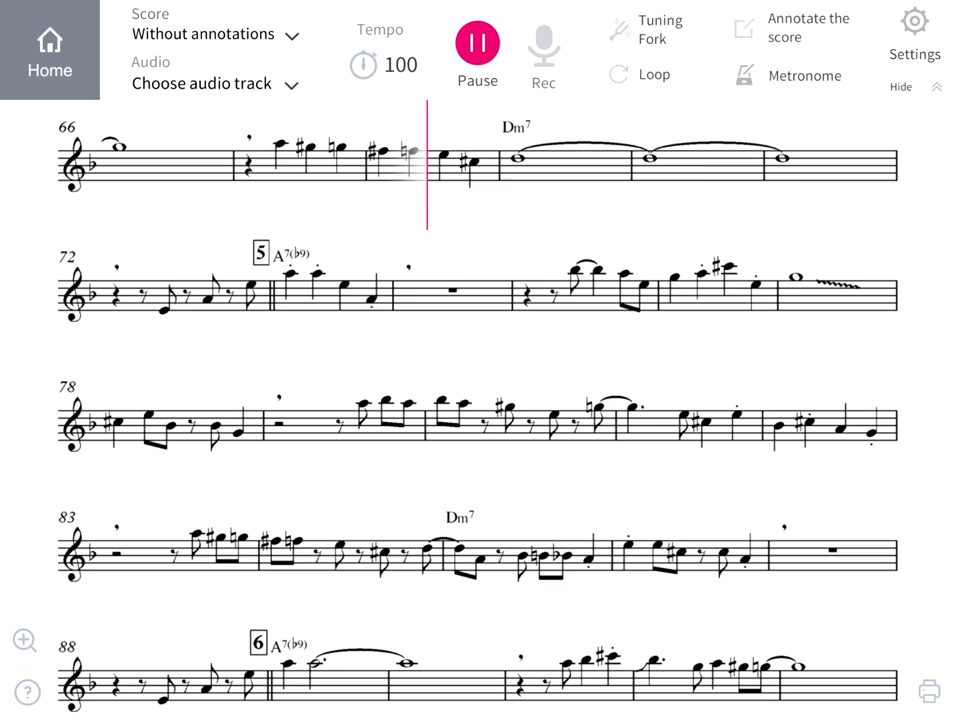 Home
Score
Without annotations
Audio
Choose audio track
Tempo
100
Pause
Rec
Tuning
Fork
Loop
Annotate the
score
Metronome
Settings
Hide
66
Dm7
72
5
A7(♭9)
78
83
Dm7
88
6
A7(♭9)
?